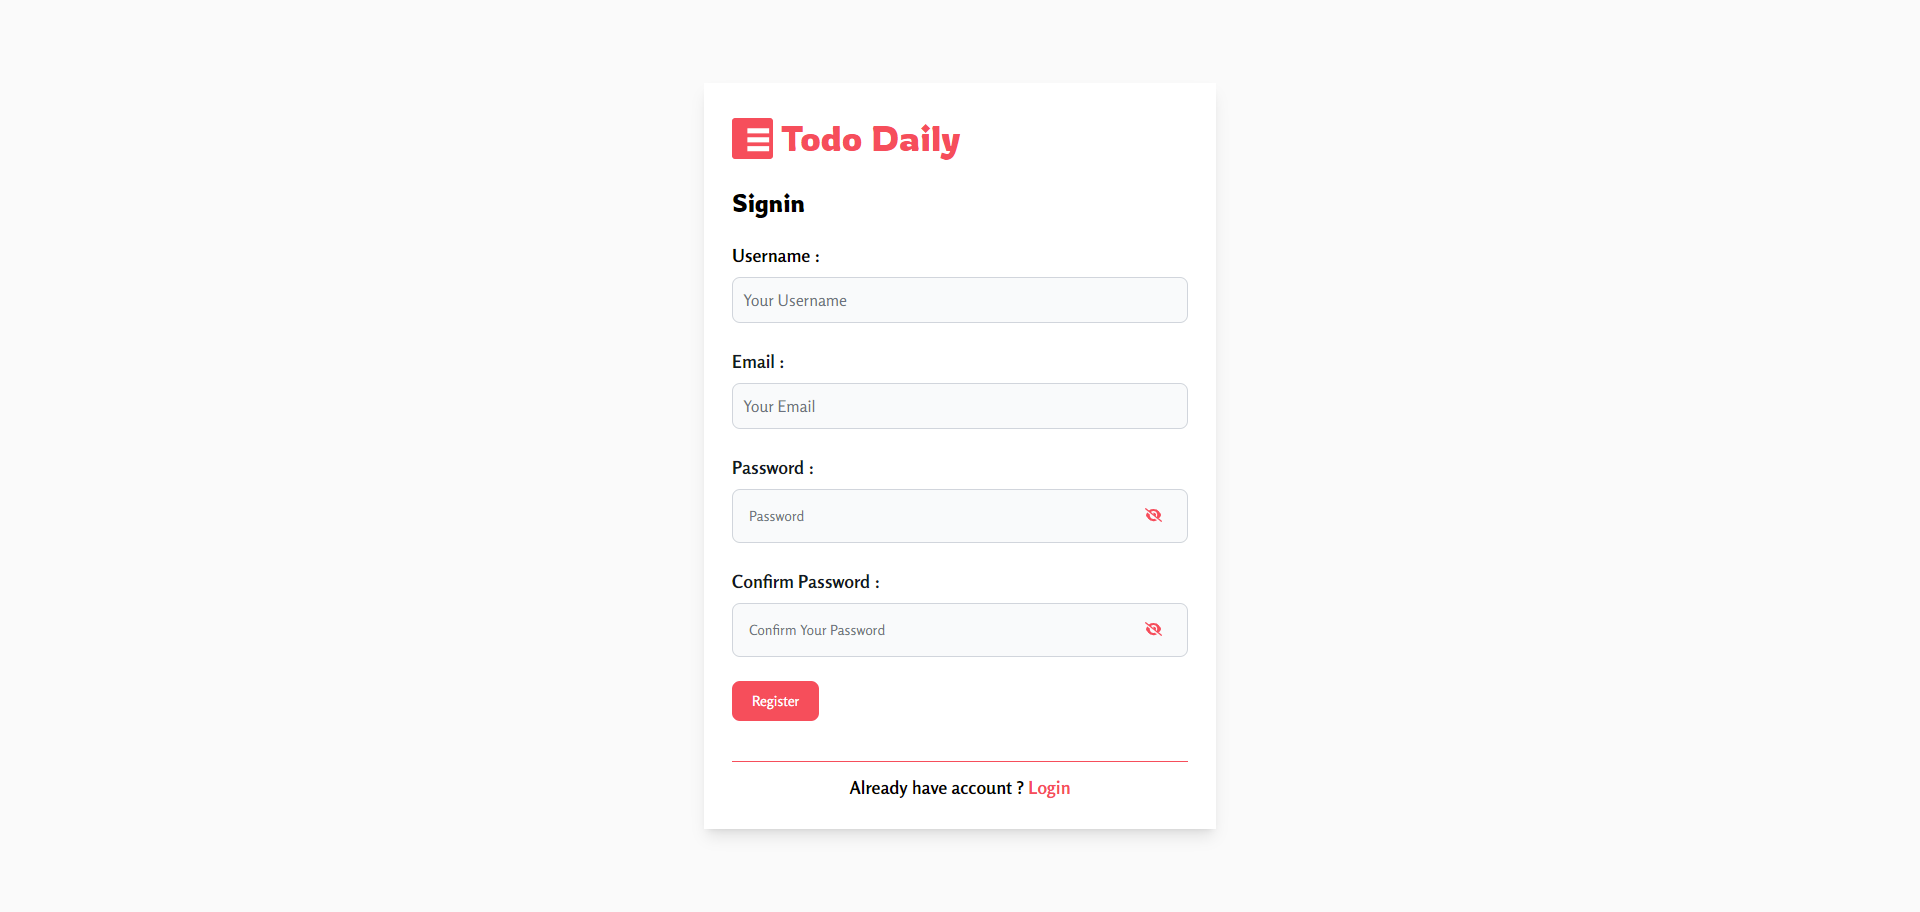 Todo Daily
Signin
Username :
Your Username
Email :
Your Email
Password :
Password
Confirm Password :
Confirm Your Password
Register
Already have account ? Login